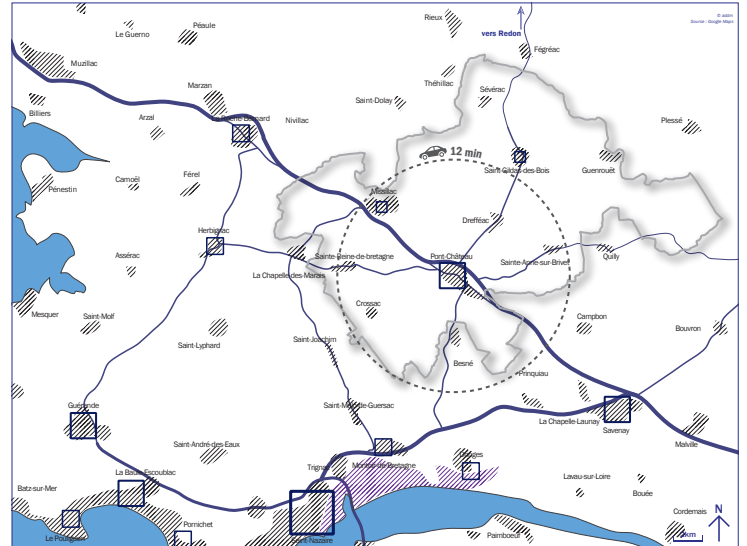 © adeirl
Source : Google Maps
Rieux
Péaule
Le Guerno
vers Redon
Fégréac
Muzillac
Théhillac
Marzan
Sévérac
Saint-Dolay
Billiers
Arzal
La Roche-Bernard
Nivillac
Plessé
12 min
Saint-Gildas-des-Bois
Guenrouët
Férel
Camoël
Pénestin
Missillac
Drefféac
Herbignac
Assérac
Sainte-Reine-de-bretagne
Pont-Château
Sainte-Anne-sur-Brivet
Quilly
La Chapelle-des-Marais
Mesquer
Saint-Molf
Crossac
Campbon
Bouvron
Saint-Lyphard
Saint-Joachim
Besné
Prinquiau
Guérande
Saint-Malo-de-Guersac
La Chapelle-Launay
Savenay
Saint-André-des-Eaux
Malville
Donges
Trignac
Montoir-de-Bretagne
La Baule-Escoublac
Lavau-sur-Loire
Batz-sur-Mer
Bouée
Cordemais
N
Le Pouliguen
Pornichet
Saint-Nazaire
Paimboeuf